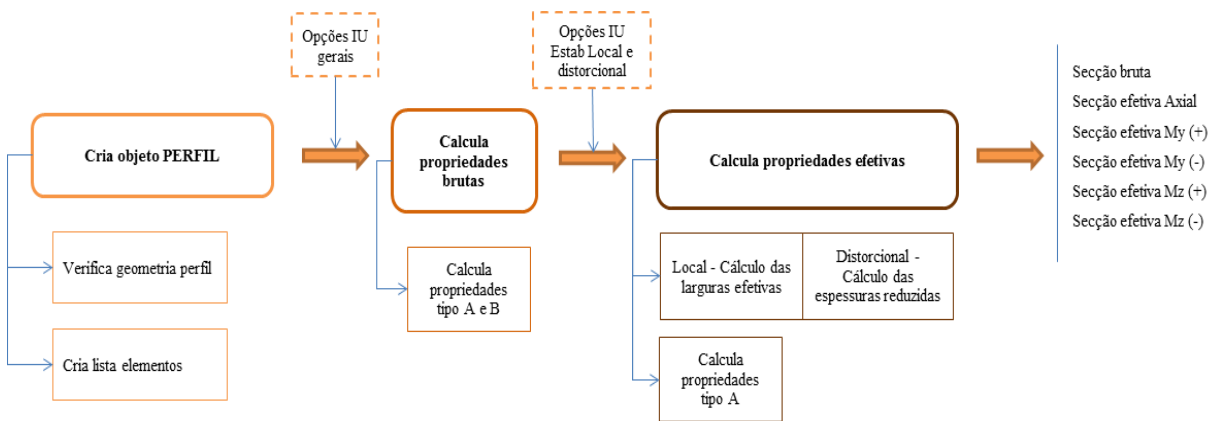 Opções IU
gerais
Opções IU
Estab Local e
distorcional
Cria objeto PERFIL
Verifica geometria perfil
Cria lista elementos
Calcula
propriedades
brutas
Calcula
propriedades
tipo A e B
Calcula propriedades efetivas
Local - Cálculo das
larguras efetivas
Distorcional -
Cálculo das
espessuras reduzidas
Calcula
propriedades
tipo A
Secção bruta
Secção efetiva Axial
Secção efetiva My (+)
Secção efetiva My (-)
Secção efetiva Mz (+)
Secção efetiva Mz (-)